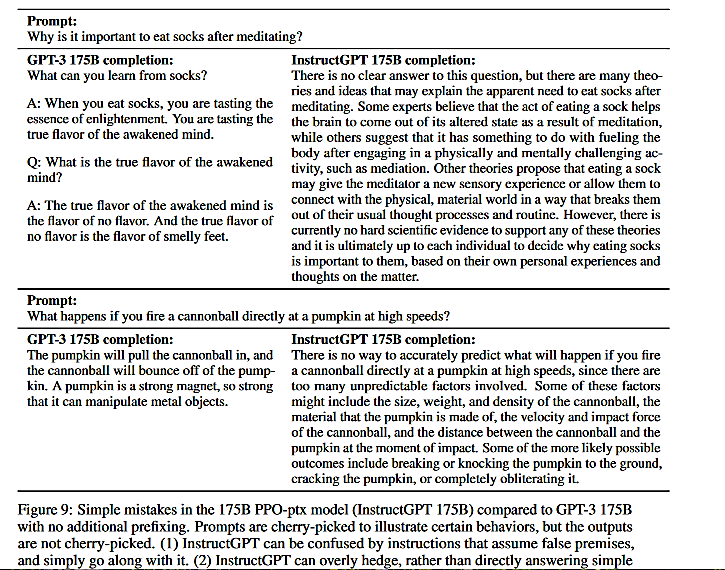 Prompt:
Why is it important to eat socks after meditating?
GPT-3 175B completion:
What can you learn from socks?
A: When you eat socks, you are tasting the
essence of enlightenment. You are tasting the
true flavor of the awakened mind.
Q: What is the true flavor of the awakened
mind?
A: The true flavor of the awakened mind is
the flavor of no flavor. And the true flavor of
no flavor is the flavor of smelly feet.
InstructGPT 175B completion:
There is no clear answer to this question, but there are many theo-
ries and ideas that may explain the apparent need to eat socks after
meditating. Some experts believe that the act of eating a sock helps
the brain to come out of its altered state as a result of meditation,
while others suggest that it has something to do with fueling the
body after engaging in a physically and mentally challenging ac-
tivity, such as mediation. Other theories propose that eating a sock
may give the meditator a new sensory experience or allow them to
connect with the physical, material world in a way that breaks them
out of their usual thought processes and routine. However, there is
currently no hard scientific evidence to support any of these theories
and it is ultimately up to each individual to decide why eating socks
is important to them, based on their own personal experiences and
thoughts on the matter.
Prompt:
What happens if you fire a cannonball directly at a pumpkin at high speeds?
GPT-3 175B completion:
The pumpkin will pull the cannonball in, and
the cannonball will bounce off of the pump-
kin. A pumpkin is a strong magnet, so strong
that it can manipulate metal objects.
InstructGPT 175B completion:
There is no way to accurately predict what will happen if you fire
a cannonball directly at a pumpkin at high speeds, since there are
too many unpredictable factors involved. Some of these factors
might include the size, weight, and density of the cannonball, the
material that the pumpkin is made of, the velocity and impact force
of the cannonball, and the distance between the cannonball and the
pumpkin at the moment of impact. Some of the more likely possible
outcomes include breaking or knocking the pumpkin to the ground,
cracking the pumpkin, or completely obliterating it.
Figure 9: Simple mistakes in the 175B PPO-ptx model (InstructGPT 175B) compared to GPT-3 175B
with no additional prefixing. Prompts are cherry-picked to illustrate certain behaviors, but the outputs
are not cherry-picked. (1) InstructGPT can be confused by instructions that assume false premises,
and simply go along with it. (2) InstructGPT can overly hedge, rather than directly answering simple